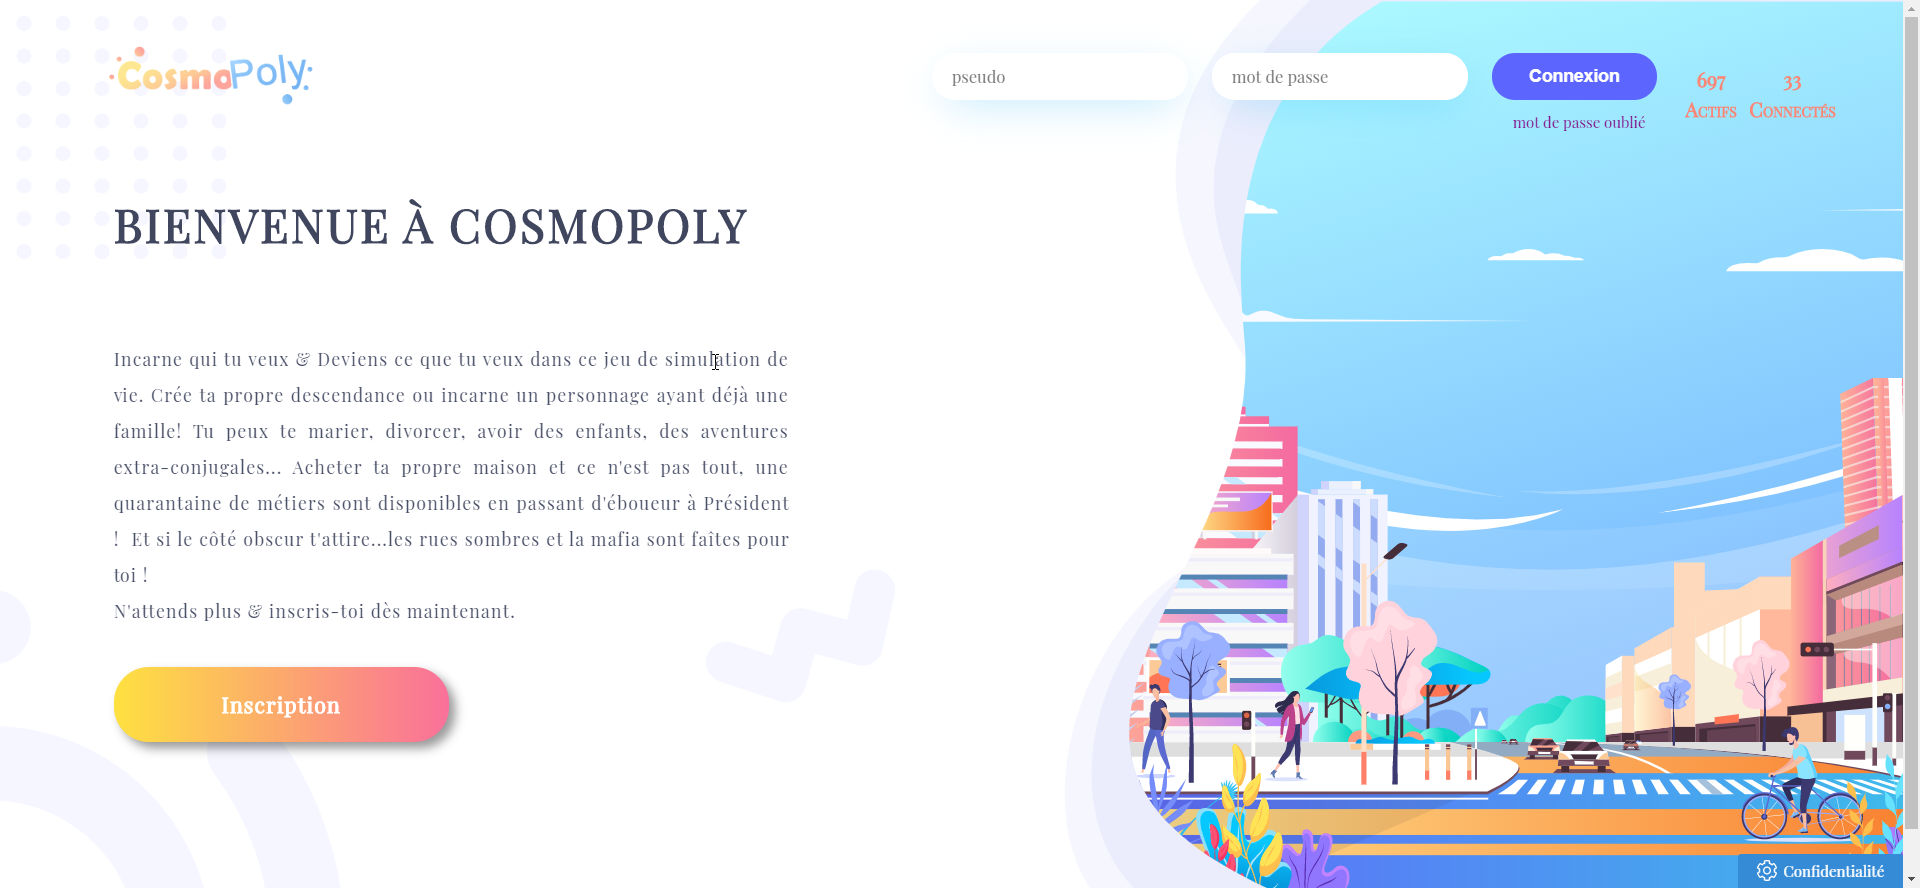 CosmoPoly
pseudo
mot de passe
Connexion
mot de passe oublié
697
Actifs
33
Connectés
BIENVENUE À COSMOPOLY
Incarne qui tu veux & Deviens ce que tu veux dans ce jeu de simulation de
vie. Crée ta propre descendance ou incarne un personnage ayant déjà une
famille! Tu peux te marier, divorcer, avoir des enfants, des aventures
extra-conjugales... Acheter ta propre maison et ce n'est pas tout, une
quarantaine de métiers sont disponibles en passant d'éboueur à Président
! Et si le côté obscur t'attire...les rues sombres et la mafia sont faîtes pour
toi !
N'attends plus & inscris-toi dès maintenant.
Inscription
Confidentialité